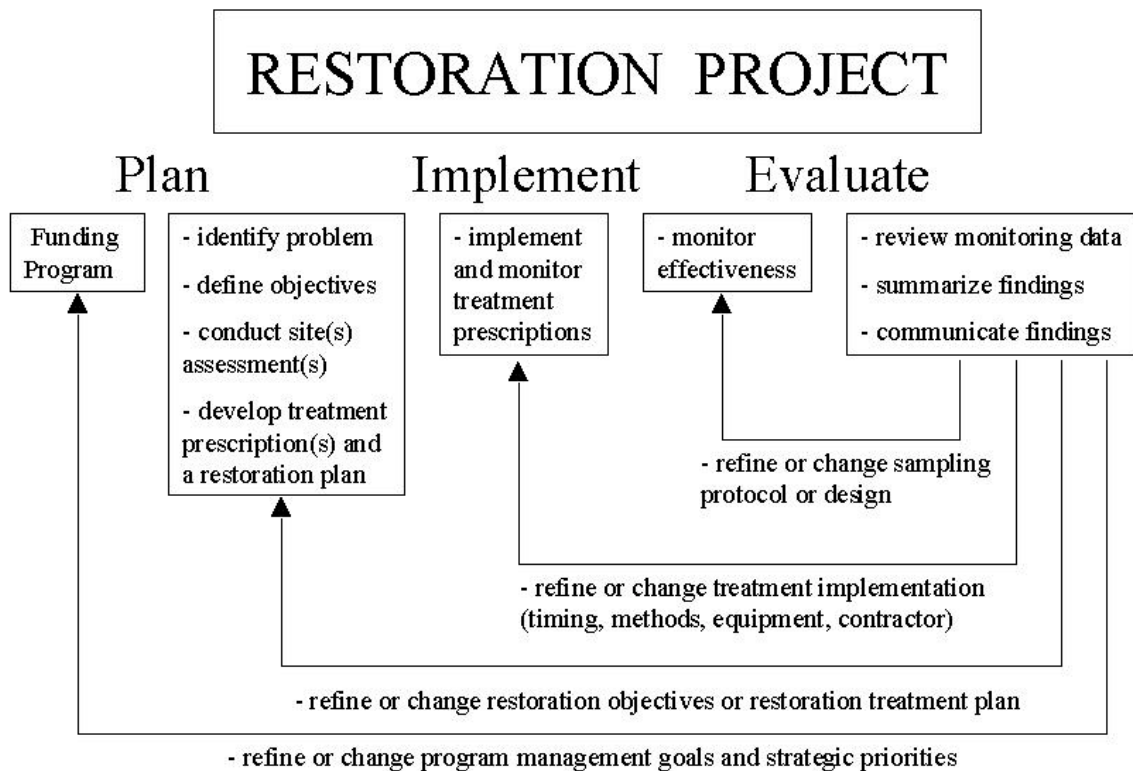 RESTORATION PROJECT
Plan
Implement
Evaluate
Funding
Program
- identify problem
- define objectives
- conduct site(s)
assessment(s)
- develop treatment
prescription(s) and
a restoration plan
- implement
and monitor
treatment
prescriptions
- monitor
effectiveness
- review monitoring data
- summarize findings
- communicate findings
- refine or change sampling
protocol or design
- refine or change treatment implementation
(timing, methods, equipment, contractor)
- refine or change restoration objectives or restoration treatment plan
- refine or change program management goals and strategic priorities